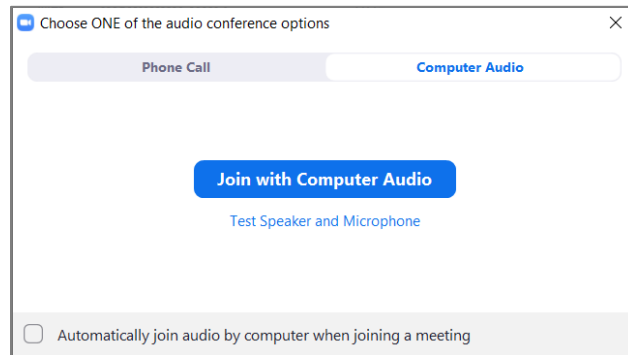 Choose ONE of the audio conference options
Phone Call Computer Audio
Join with Computer Audio
Test Speaker and Microphone
Automatically join audio by computer when joining a meeting